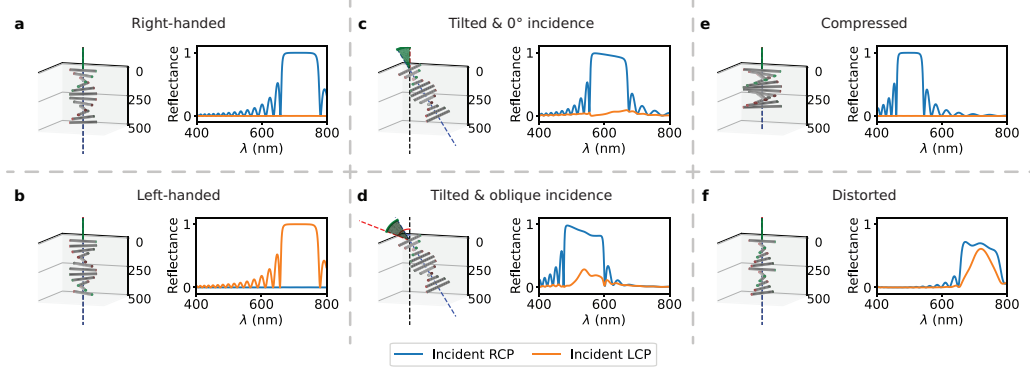 a Right-handed
0
250
500
Reflectance
1
0
400 600 800
λ (nm)
c Tilted & 0° incidence
0
250
500
Reflectance
1
0
400 600 800
λ (nm)
e Compressed
0
250
500
Reflectance
1
0
400 600 800
λ (nm)
b Left-handed
0
250
500
Reflectance
1
0
400 600 800
λ (nm)
d Tilted & oblique incidence
0
250
500
Reflectance
1
0
400 600 800
λ (nm)
f Distorted
0
250
500
Reflectance
1
0
400 600 800
λ (nm)
Incident RCP Incident LCP